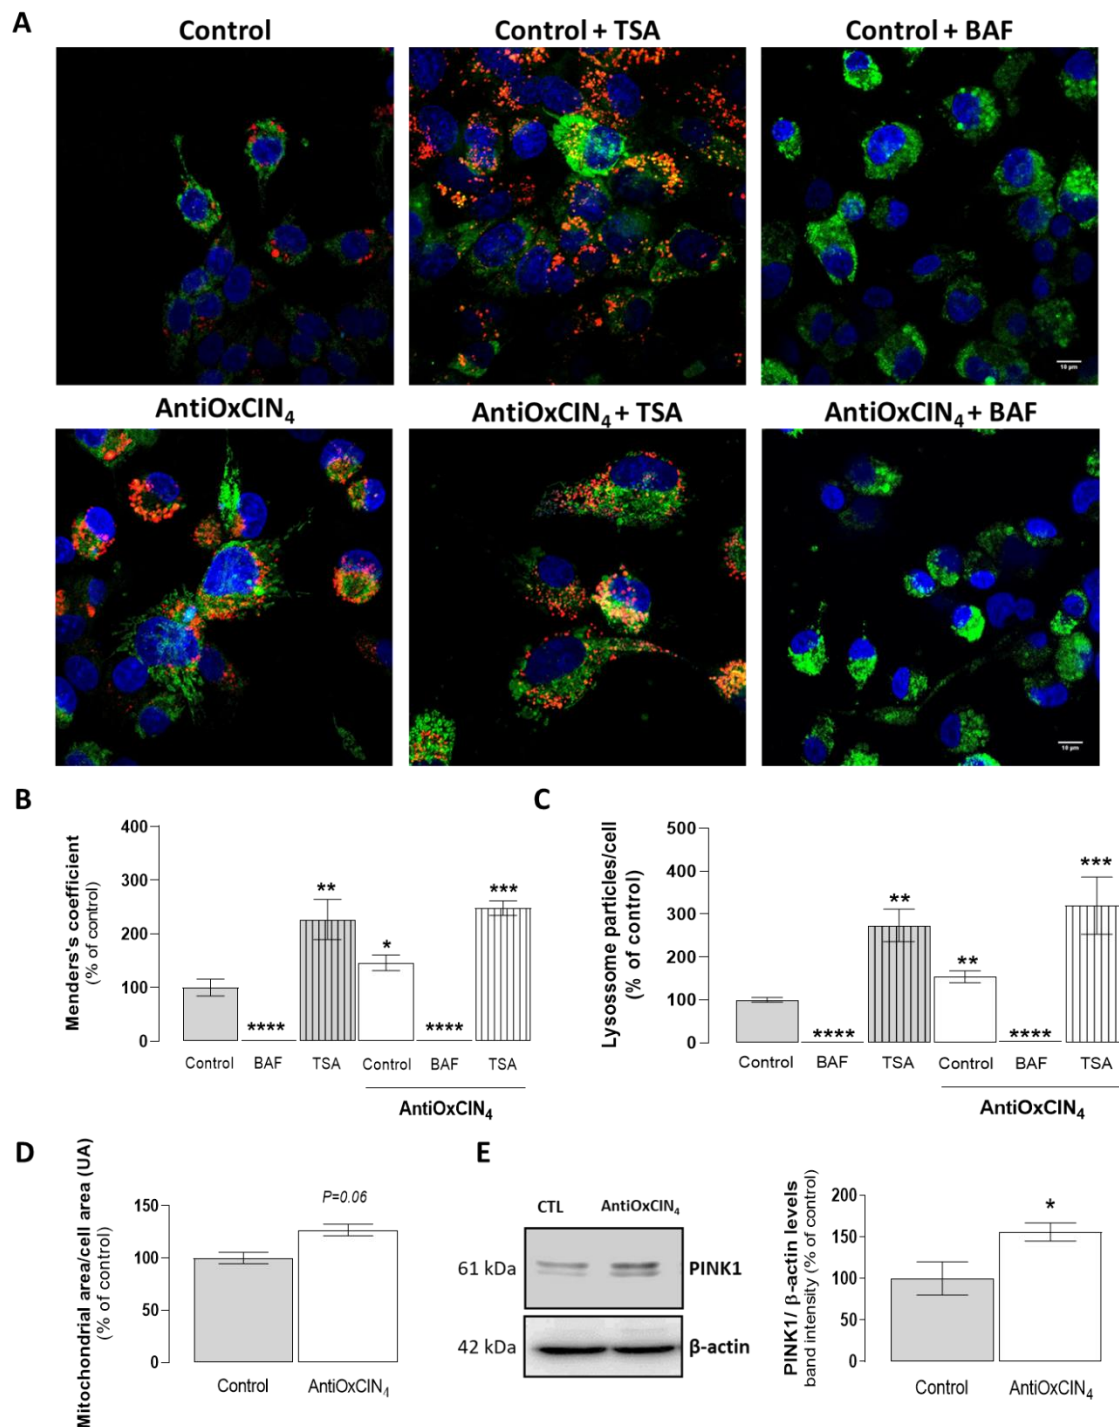 A
Control
Control + TSA
Control + BAF
10 µm
AntiOxCIN₄
AntiOxCIN₄ + TSA
AntiOxCIN₄ + BAF
10 µm
B
Menders's coefficient
(% of control)
400
300
200
100
0
**
*
***
****
****
Control
BAF
TSA
Control
BAF
TSA
AntiOxCIN₄
C
Lysossome particles/cell
(% of control)
500
400
300
200
100
0
***
**
**
****
****
Control
BAF
TSA
Control
BAF
TSA
AntiOxCIN₄
D
Mitochondrial area/cell area (UA)
(% of control)
150
100
50
0
P=0.06
Control
AntiOxCIN₄
E
CTL
AntiOxCIN₄
61 kDa
PINK1
42 kDa
β-actin
PINK1/ β-actin levels
band intensity (% of control)
200
150
100
50
0
*
Control
AntiOxCIN₄